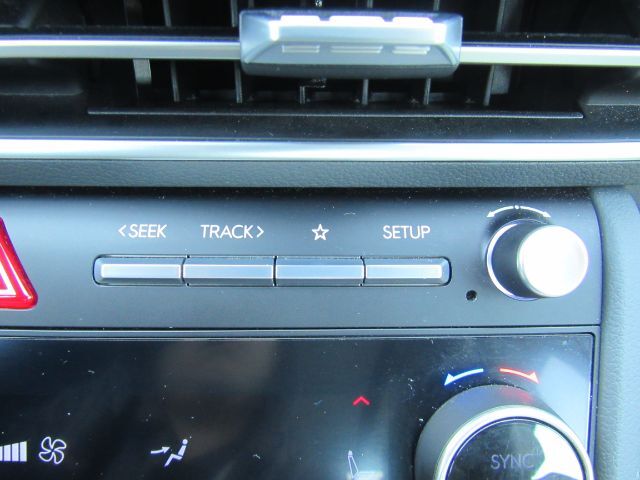 <SEEK TRACK> ☆ SETUP
SYNC